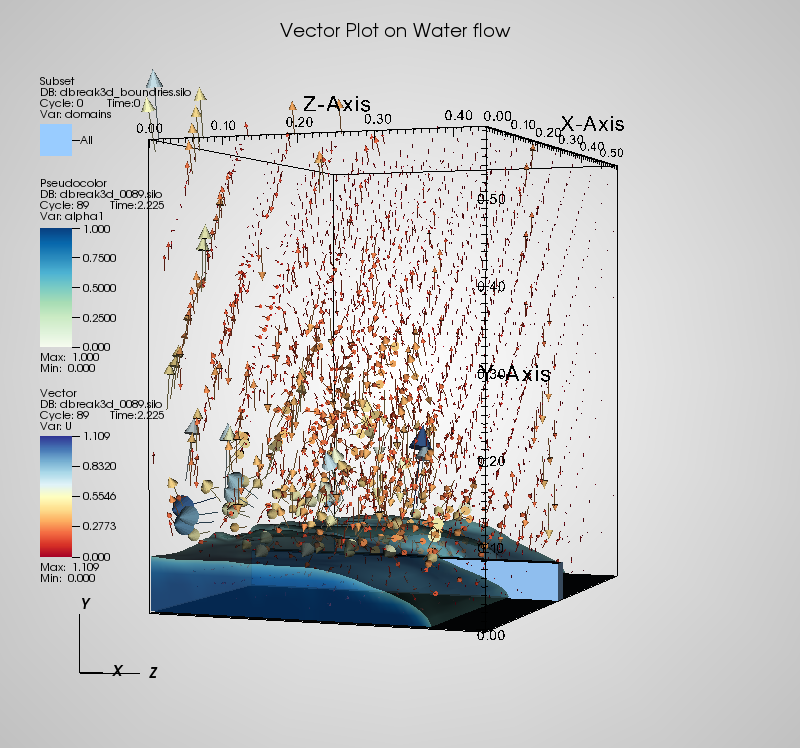 Vector Plot on Water flow
Subset
DB: dbreak3d_boundries.silo
Cycle: 0 Time:0
Var: domains
All
Pseudocolor
DB: dbreak3d_0089.silo
Cycle: 89 Time:2.225
Var: alpha1
1.000
0.7500
0.5000
0.2500
0.000
Max: 1.000
Min: 0.000
Vector
DB: dbreak3d_0089.silo
Cycle: 89 Time:2.225
Var: U
1.109
0.8320
0.5546
0.2773
0.000
Max: 1.109
Min: 0.000
Z-Axis
0.00 0.10 0.20 0.30 0.40
X-Axis
0.00 0.10 0.20 0.30 0.40 0.50
0.50
0.40
0.30
Y-Axis
0.20
0.10
0.00
Y
X Z